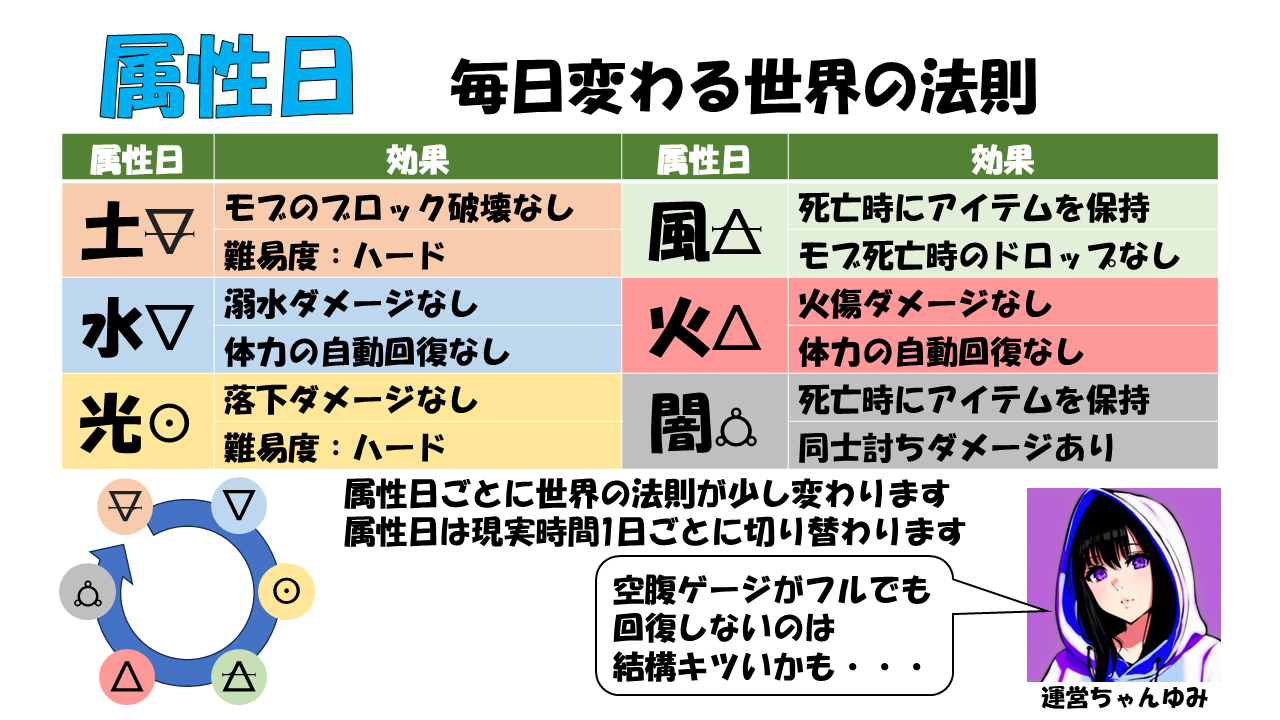 属性日
毎日変わる世界の法則
属性日 効果 属性日 効果
土 モブのブロック破壊なし
難易度：ハード
風 死亡時にアイテムを保持
モブ死亡時のドロップなし
水 溺水ダメージなし
体力の自動回復なし
火 火傷ダメージなし
体力の自動回復なし
光 落下ダメージなし
難易度：ハード
闇 死亡時にアイテムを保持
同士討ちダメージあり
属性日ごとに世界の法則が少し変わります
属性日は現実時間1日ごとに切り替わります
空腹ゲージがフルでも
回復しないのは
結構キツいかも・・・
運営ちゃんゆみ